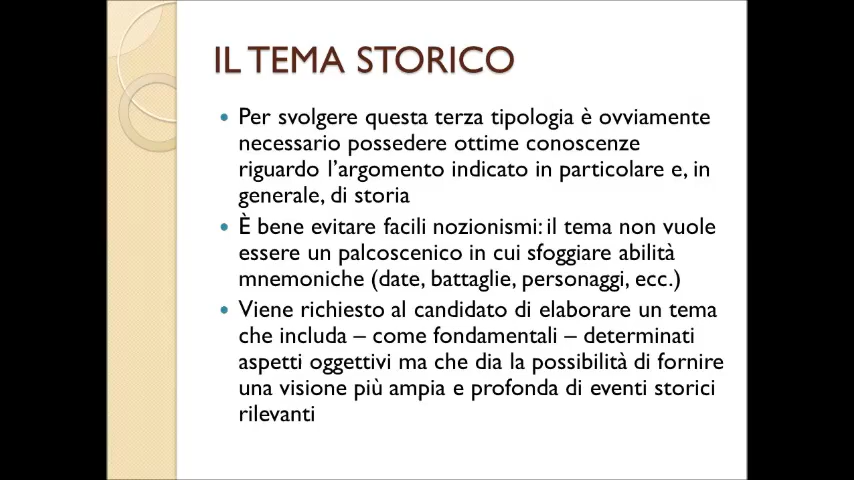 IL TEMA STORICO
• Per svolgere questa terza tipologia è ovviamente
necessario possedere ottime conoscenze
riguardo l'argomento indicato in particolare e, in
generale, di storia
• È bene evitare facili nozionismi: il tema non vuole
essere un palcoscenico in cui sfoggiare abilità
mnemoniche (date, battaglie, personaggi, ecc.)
• Viene richiesto al candidato di elaborare un tema
che includa – come fondamentali – determinati
aspetti oggettivi ma che dia la possibilità di fornire
una visione più ampia e profonda di eventi storici
rilevanti